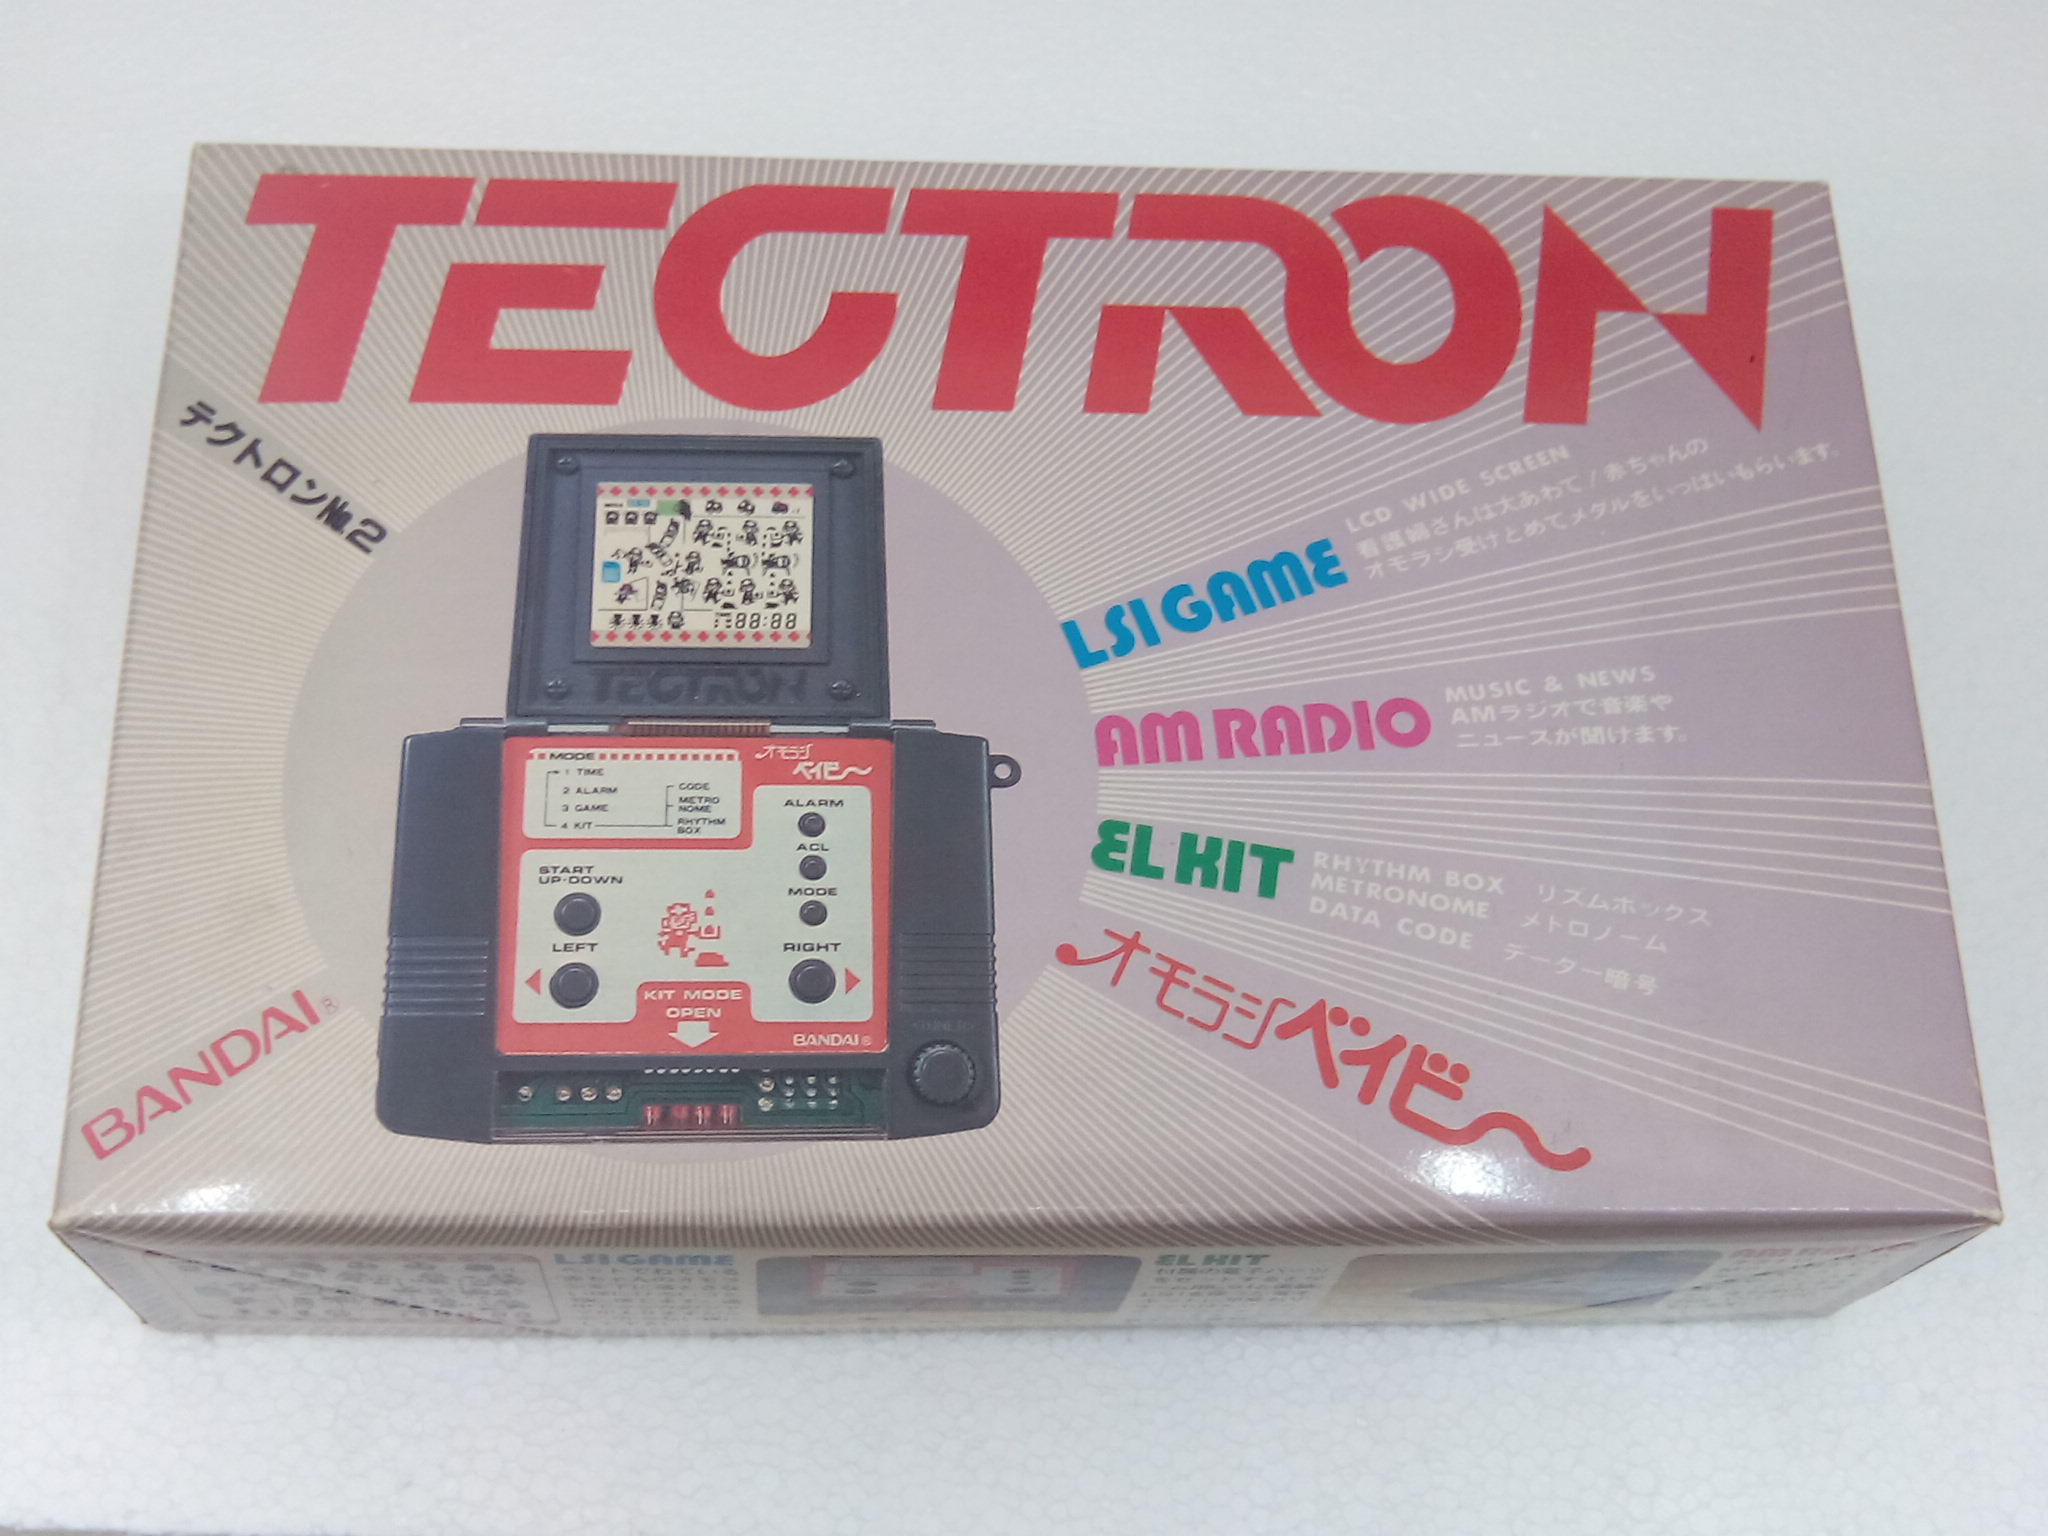 TECTRON
テクトロン№2
LCD WIDE SCREEN
看護婦さんは大あわて/赤ちゃんの
オモラシ受けとめてメダルをいっぱいもらいます。
LSI GAME
AM RADIO
MUSIC & NEWS
AMラジオで音楽や
ニュースが聞けます。
EL KIT
RHYTHM BOX リズムボックス
METRONOME メトロノーム
DATA CODE データー暗号
オモラシベイビ〜
BANDAI®
88:88
TECTRON
MODE
1 TIME
2 ALARM
3 GAME
4 KIT
CODE
METRO
NOME
RHYTHM
BOX
オモラシ
ベイビ〜
ALARM
ACL
MODE
START
UP·DOWN
LEFT
RIGHT
KIT MODE
OPEN
BANDAI®
LSI GAME
EL KIT